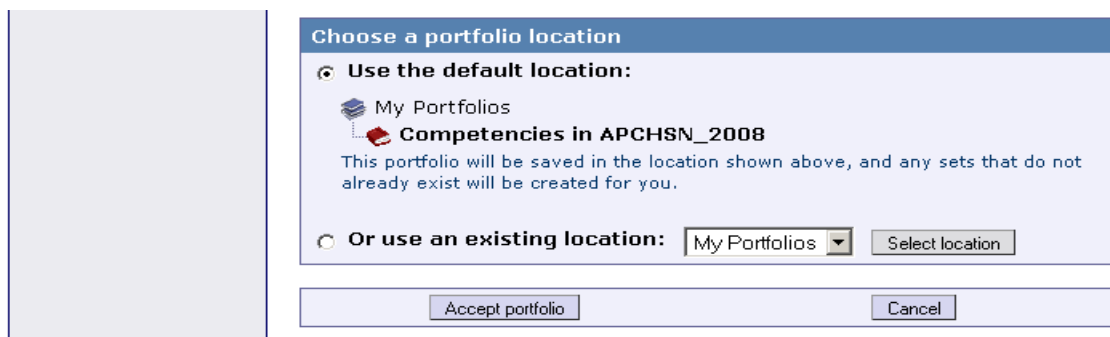 Choose a portfolio location
Use the default location:
My Portfolios
Competencies in APCHSN_2008
This portfolio will be saved in the location shown above, and any sets that do not
already exist will be created for you.
Or use an existing location: My Portfolios Select location
Accept portfolio Cancel